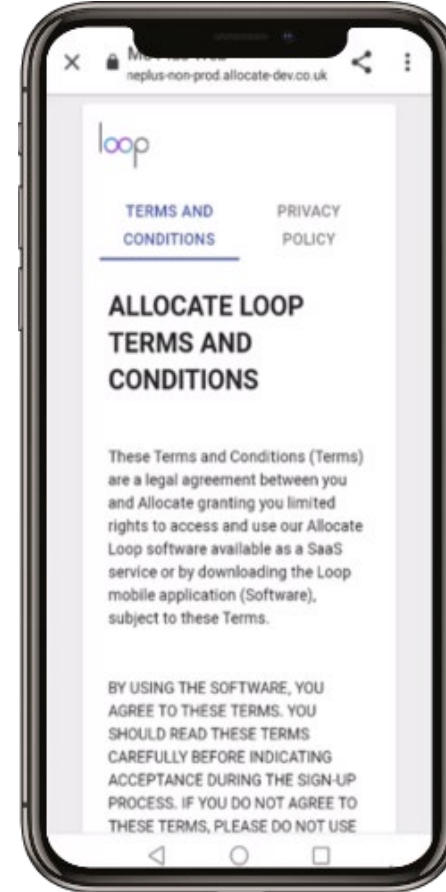 neplus-non-prod.allocate-dev.co.uk
loop
TERMS AND
CONDITIONS
PRIVACY
POLICY
ALLOCATE LOOP
TERMS AND
CONDITIONS
These Terms and Conditions (Terms)
are a legal agreement between you
and Allocate granting you limited
rights to access and use our Allocate
Loop software available as a SaaS
service or by downloading the Loop
mobile application (Software),
subject to these Terms.
BY USING THE SOFTWARE, YOU
AGREE TO THESE TERMS. YOU
SHOULD READ THESE TERMS
CAREFULLY BEFORE INDICATING
ACCEPTANCE DURING THE SIGN-UP
PROCESS. IF YOU DO NOT AGREE TO
THESE TERMS, PLEASE DO NOT USE